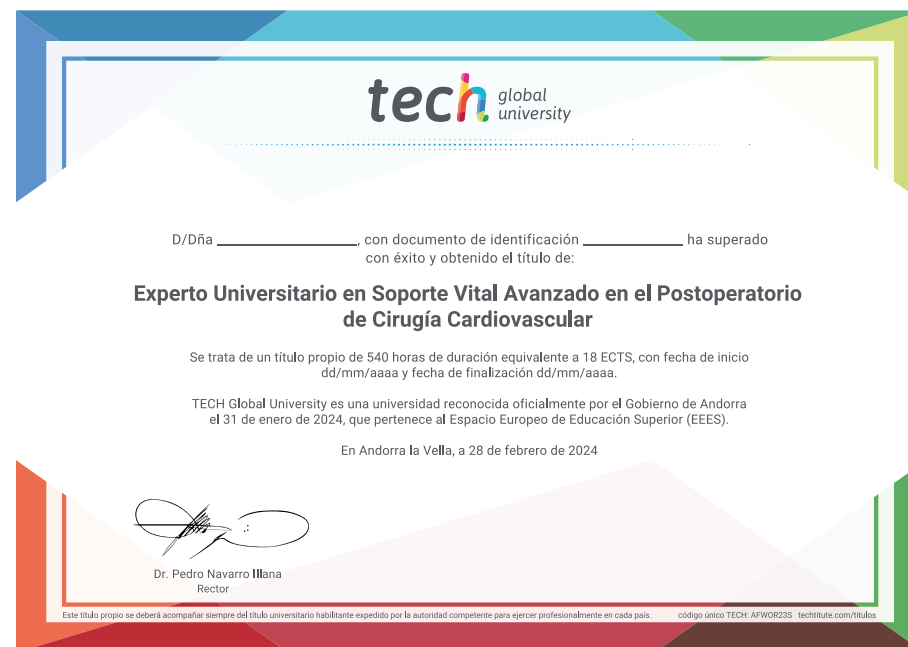 tech global
university
D/Dña ____________________, con documento de identificación ______________ ha superado
con éxito y obtenido el título de:
Experto Universitario en Soporte Vital Avanzado en el Postoperatorio
de Cirugía Cardiovascular
Se trata de un título propio de 540 horas de duración equivalente a 18 ECTS, con fecha de inicio
dd/mm/aaaa y fecha de finalización dd/mm/aaaa.
TECH Global University es una universidad reconocida oficialmente por el Gobierno de Andorra
el 31 de enero de 2024, que pertenece al Espacio Europeo de Educación Superior (EEES).
En Andorra la Vella, a 28 de febrero de 2024
Dr. Pedro Navarro Illana
Rector
Este título propio se deberá acompañar siempre del título universitario habilitante expedido por la autoridad competente para ejercer profesionalmente en cada país. código único TECH: AFWOR23S techtitute.com/titulos